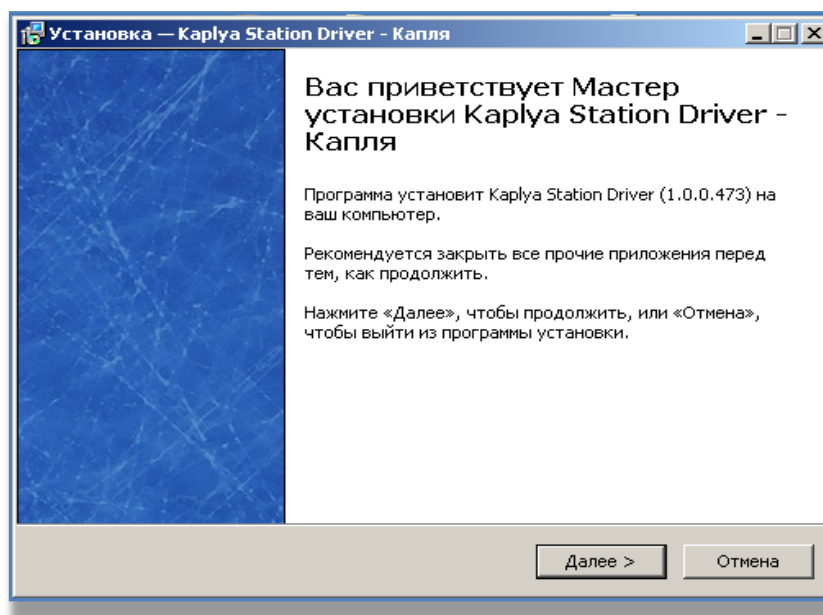 Установка — Kaplya Station Driver - Капля
Вас приветствует Мастер
установки Kaplya Station Driver -
Капля
Программа установит Kaplya Station Driver (1.0.0.473) на
ваш компьютер.
Рекомендуется закрыть все прочие приложения перед
тем, как продолжить.
Нажмите «Далее», чтобы продолжить, или «Отмена»,
чтобы выйти из программы установки.
Далее >
Отмена